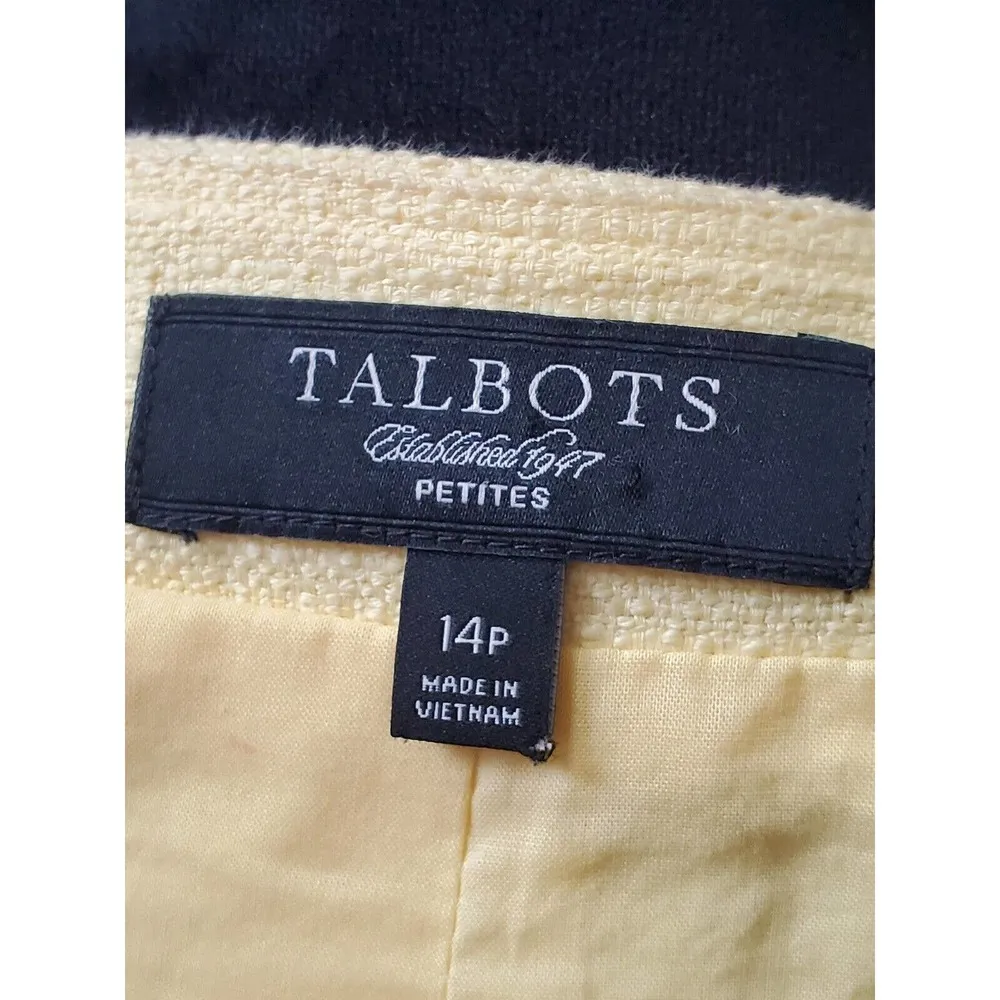 TALBOTS
Established 1947
PETITES
14P
MADE IN
VIETNAM